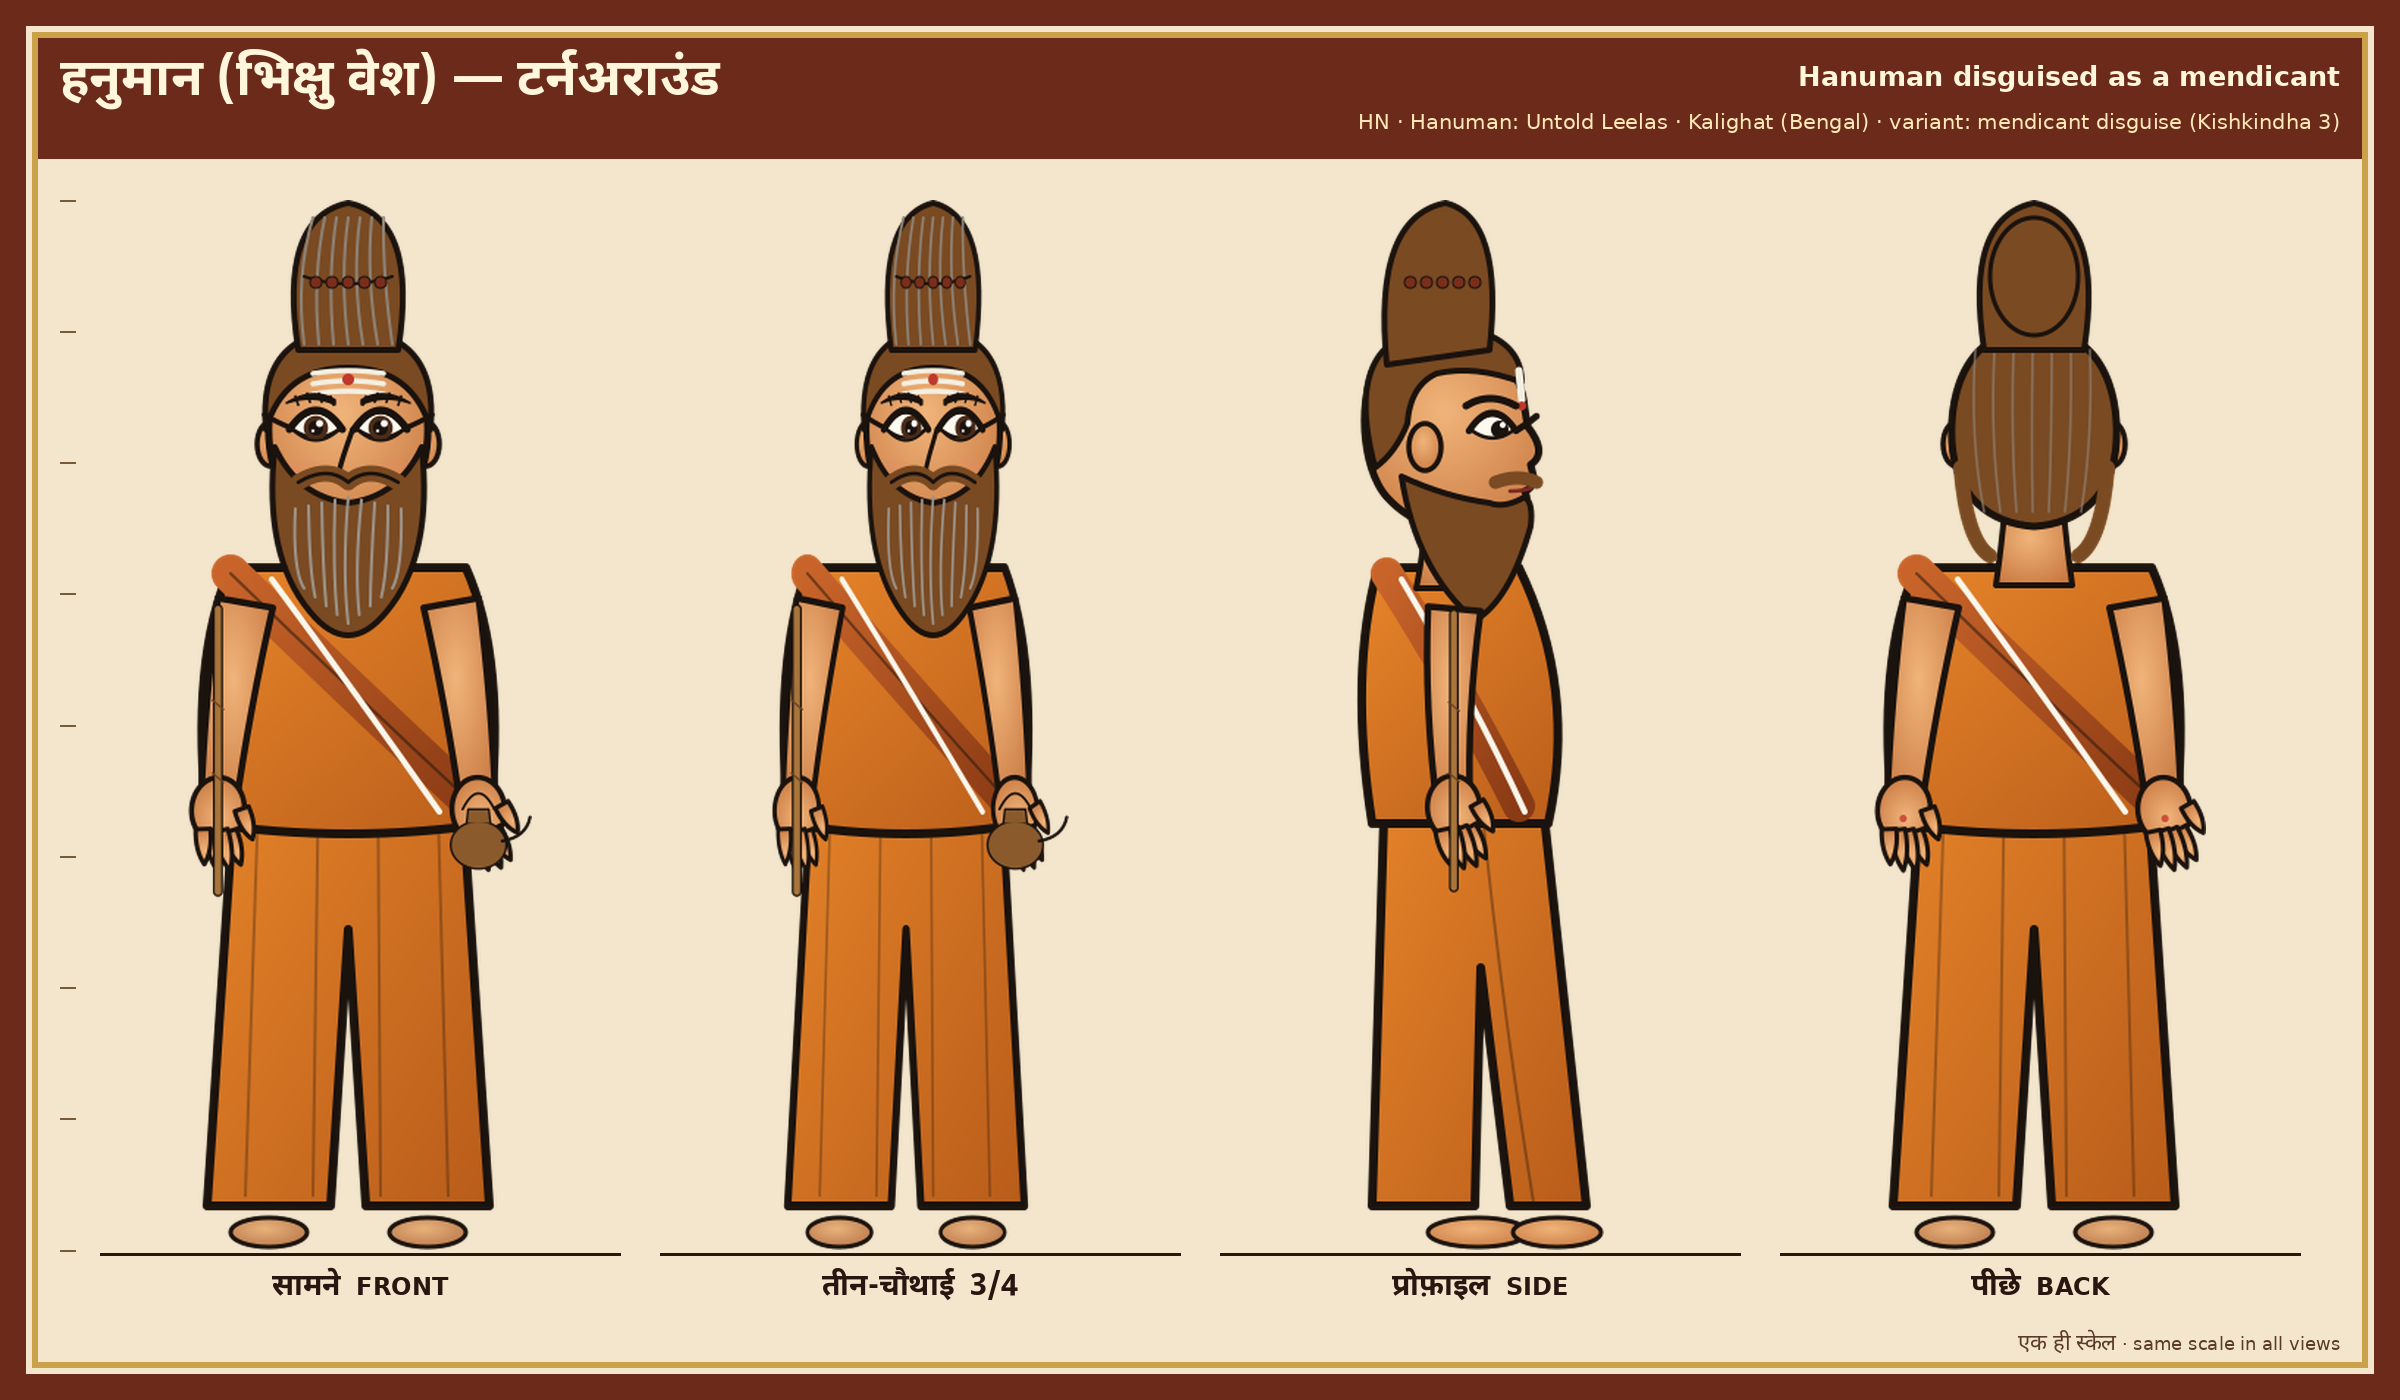 हनुमान (भिक्षु वेश) — टर्नअराउंड
Hanuman disguised as a mendicant
HN · Hanuman: Untold Leelas · Kalighat (Bengal) · variant: mendicant disguise (Kishkindha 3)
सामने FRONT
तीन-चौथाई 3/4
प्रोफ़ाइल SIDE
पीछे BACK
एक ही स्केल · same scale in all views